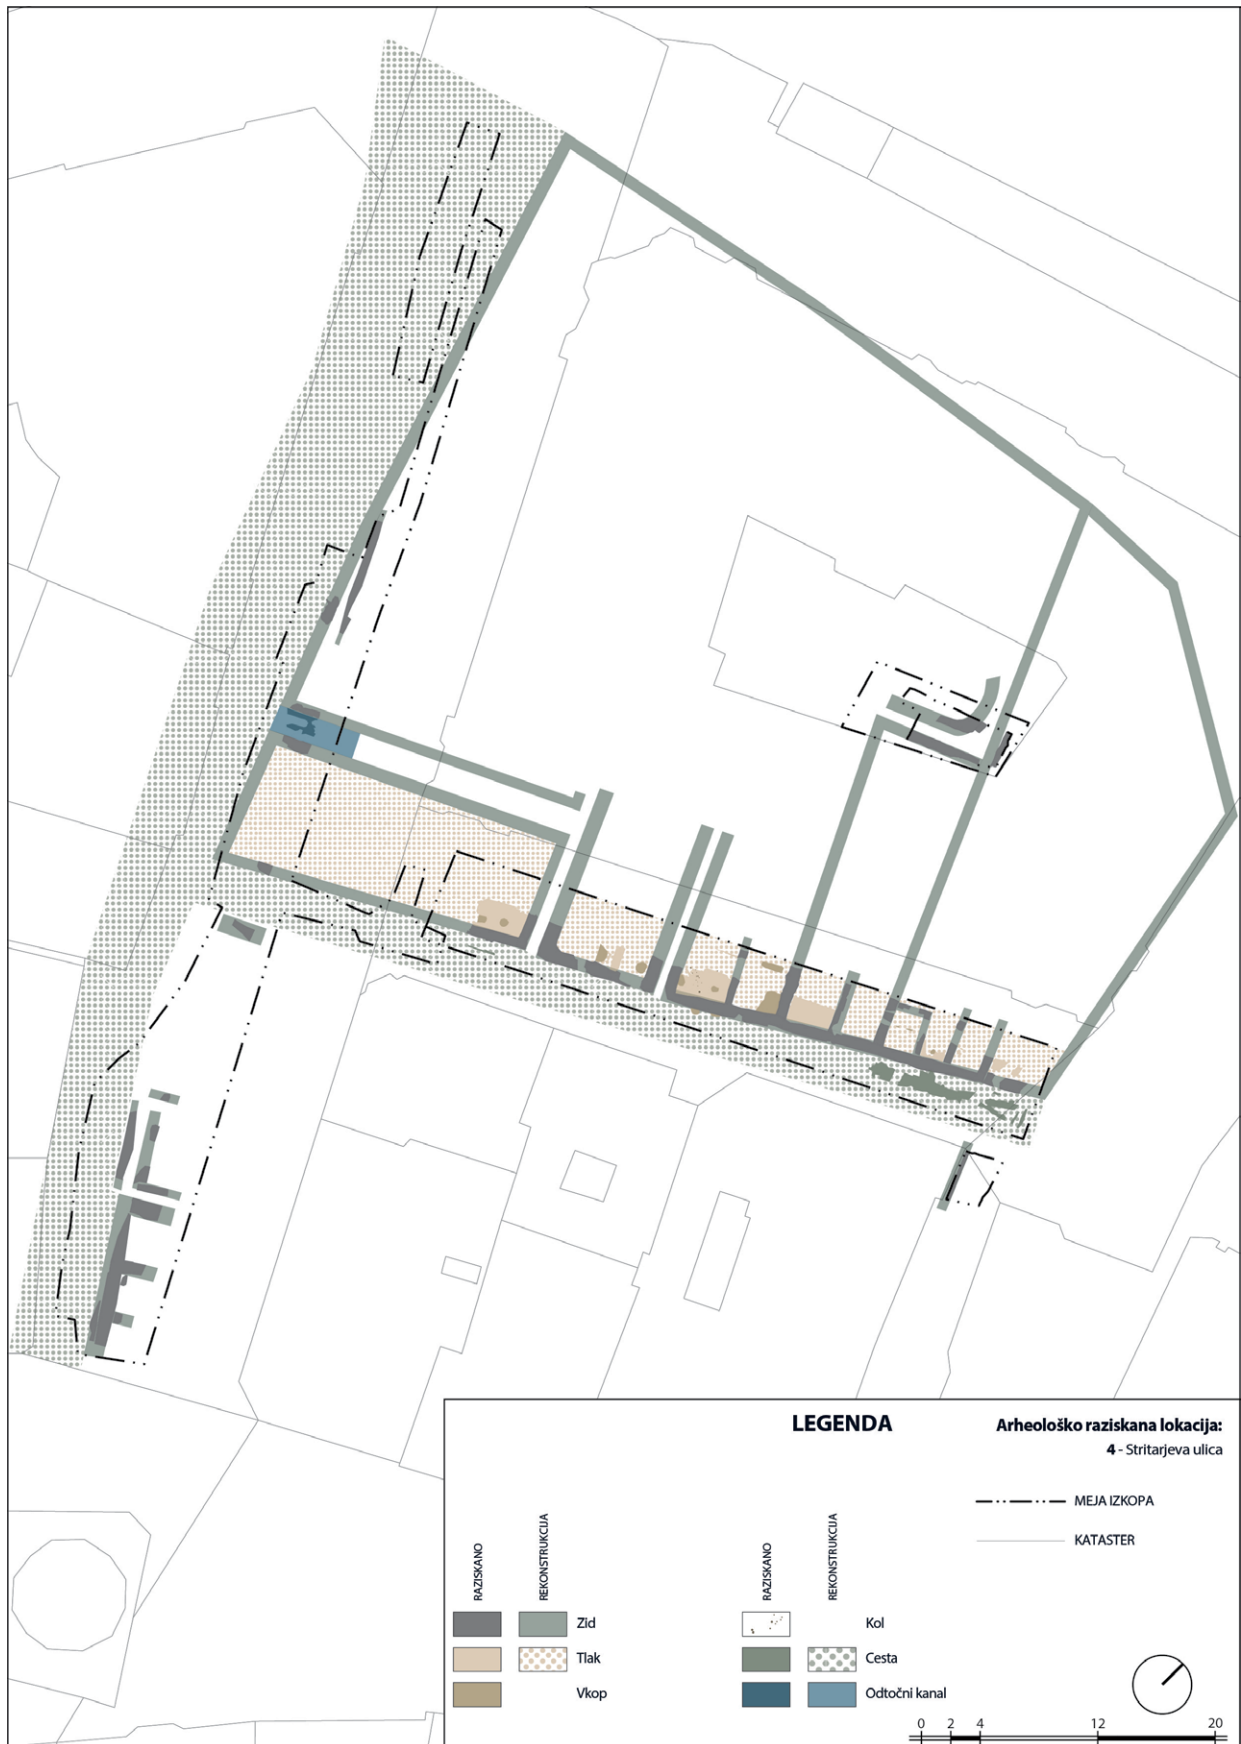 LEGENDA
Arheološko raziskana lokacija:
4 - Stritarjeva ulica
MEJA IZKOPA
KATASTER
RAZISKANO
REKONSTRUKCIJA
Zid
Tlak
Vkop
RAZISKANO
REKONSTRUKCIJA
Kol
Cesta
Odtočni kanal
0 2 4 12 20